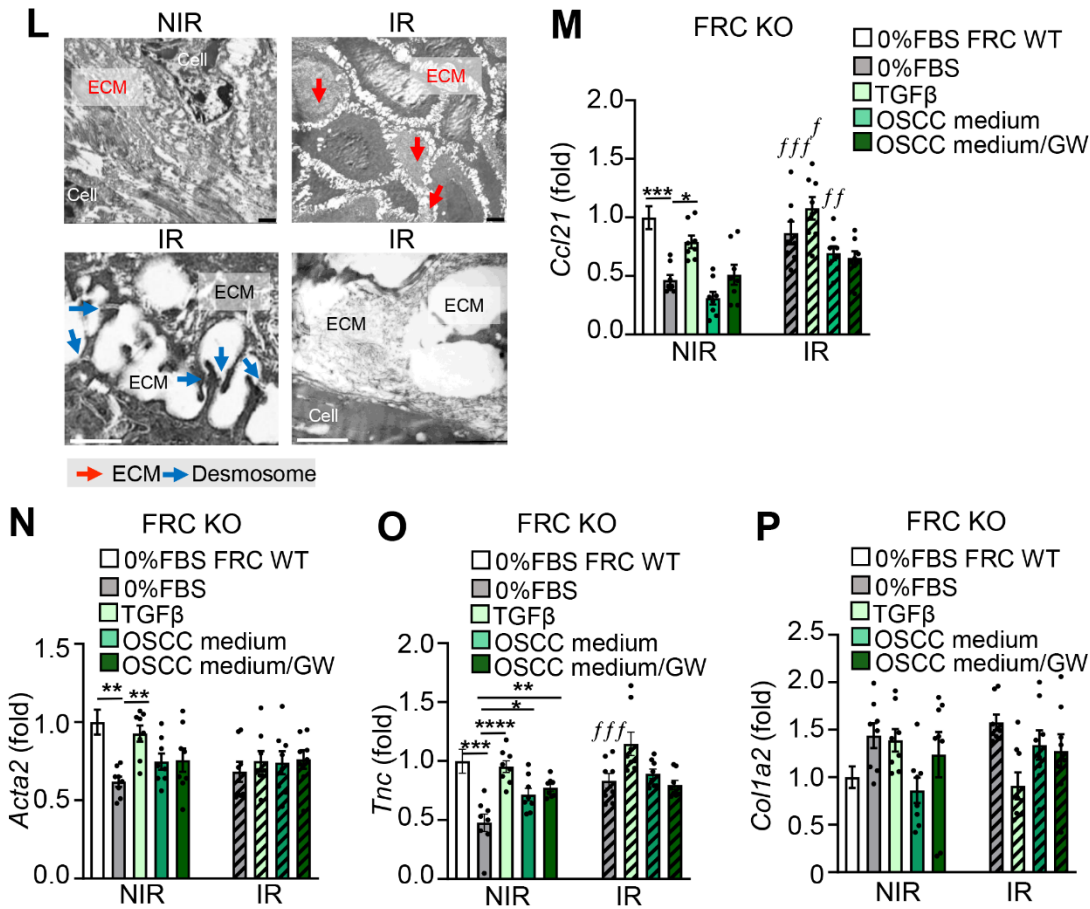 L
NIR
IR
Cell
ECM
ECM
Cell
IR
IR
ECM
ECM
ECM
ECM
Cell
ECM Desmosome
M
FRC KO
0%FBS FRC WT
0%FBS
TGFβ
OSCC medium
OSCC medium/GW
Ccl21 (fold)
2.0
1.5
1.0
0.5
0.0
*** *
ƒƒƒ ƒ ƒƒ
NIR IR
N
FRC KO
0%FBS FRC WT
0%FBS
TGFβ
OSCC medium
OSCC medium/GW
Acta2 (fold)
1.5
1.0
0.5
0.0
** **
NIR IR
O
FRC KO
0%FBS FRC WT
0%FBS
TGFβ
OSCC medium
OSCC medium/GW
Tnc (fold)
2.0
1.5
1.0
0.5
0.0
**
*
****
***
ƒƒƒ
NIR IR
P
FRC KO
0%FBS FRC WT
0%FBS
TGFβ
OSCC medium
OSCC medium/GW
Col1a2 (fold)
2.5
2.0
1.5
1.0
0.5
0.0
NIR IR